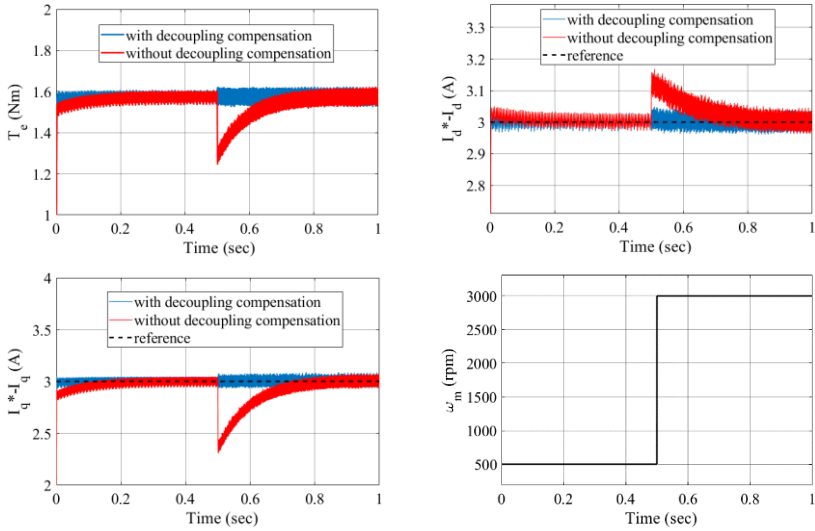 2
1.8
1.6
1.4
1.2
1
T_e (Nm)
with decoupling compensation
without decoupling compensation
0
0.2
0.4
0.6
0.8
1
Time (sec)
3.3
3.2
3.1
3
2.9
2.8
I_d*-I_d (A)
with decoupling compensation
without decoupling compensation
reference
0
0.2
0.4
0.6
0.8
1
Time (sec)
4
3.5
3
2.5
2
I_q*-I_q (A)
with decoupling compensation
without decoupling compensation
reference
0
0.2
0.4
0.6
0.8
1
Time (sec)
3000
2500
2000
1500
1000
500
ω_m (rpm)
0
0.2
0.4
0.6
0.8
1
Time (sec)